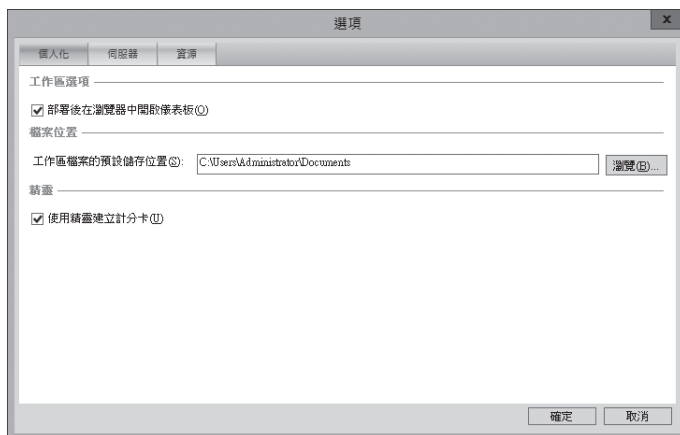 選項
x
個人化 伺服器 資源
工作區選項
部署後在瀏覽器中開啟儀表板(O)
檔案位置
工作區檔案的預設儲存位置(S): C:\Users\Administrator\Documents 瀏覽(B)...
精靈
使用精靈建立計分卡(U)
確定 取消